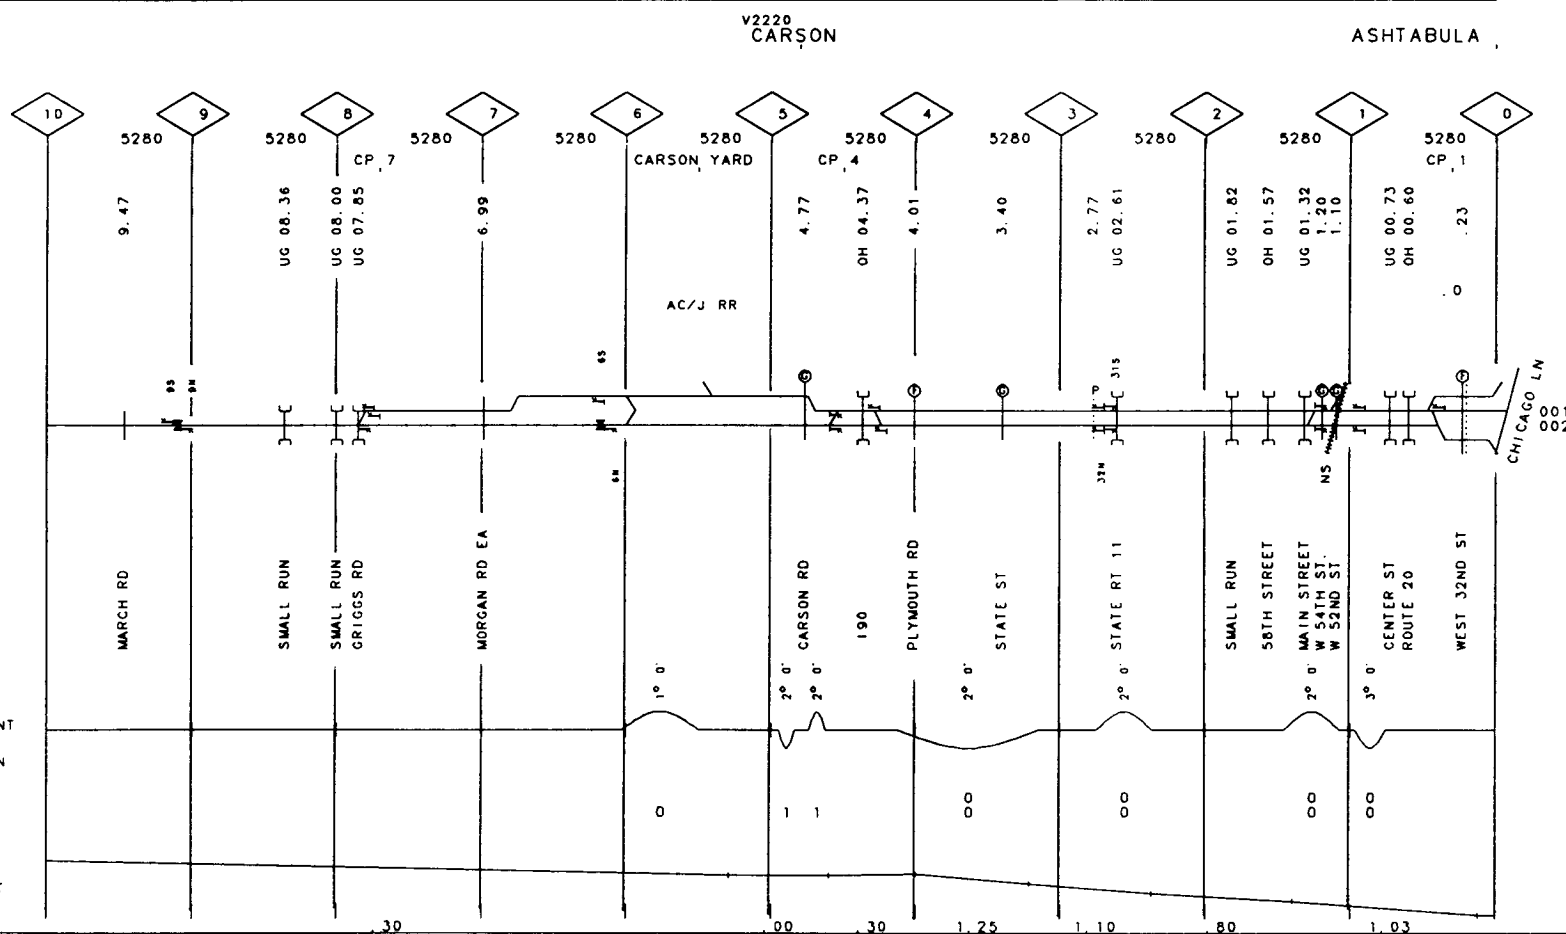 V2220
CARSON
ASHTABULA
10
9
8
7
6
5
4
3
2
1
0
5280
5280
5280
5280
5280
5280
5280
5280
5280
5280
CP 7
CARSON YARD
CP 4
CP 1
9.47
UG 08.36
UG 08.00
UG 07.85
6.99
4.77
OH 04.37
4.01
3.40
2.77
UG 02.61
UG 01.82
OH 01.57
UG 01.32
1.20
1.10
UG 00.73
OH 00.60
.23
.0
AC/J RR
9S
9N
6S
6N
P
31S
32N
G
F
G
G
G
F
NS
CHICAGO LN
001
002
MARCH RD
SMALL RUN
SMALL RUN
GRIGGS RD
MORGAN RD EA
CARSON RD
190
PLYMOUTH RD
STATE ST
STATE RT 11
SMALL RUN
58TH STREET
MAIN STREET
W 54TH ST.
W 52ND ST
CENTER ST
ROUTE 20
WEST 32ND ST
1° 0'
2° 0'
2° 0'
2° 0'
2° 0'
2° 0'
3° 0'
NT
N
0
1
1
0
0
0
0
0
0
0
0
.30
.00
.30
1.25
1.10
.80
1.03